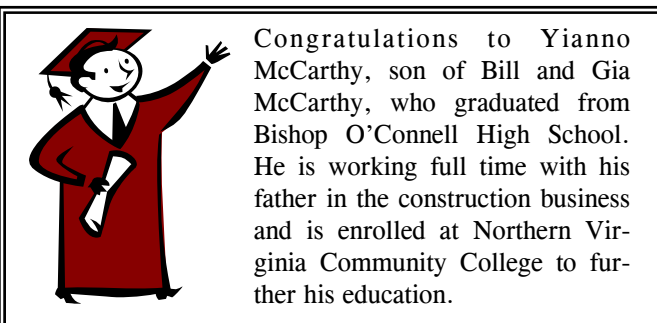 Congratulations to Yianno
McCarthy, son of Bill and Gia
McCarthy, who graduated from
Bishop O’Connell High School.
He is working full time with his
father in the construction business
and is enrolled at Northern Vir-
ginia Community College to fur-
ther his education.